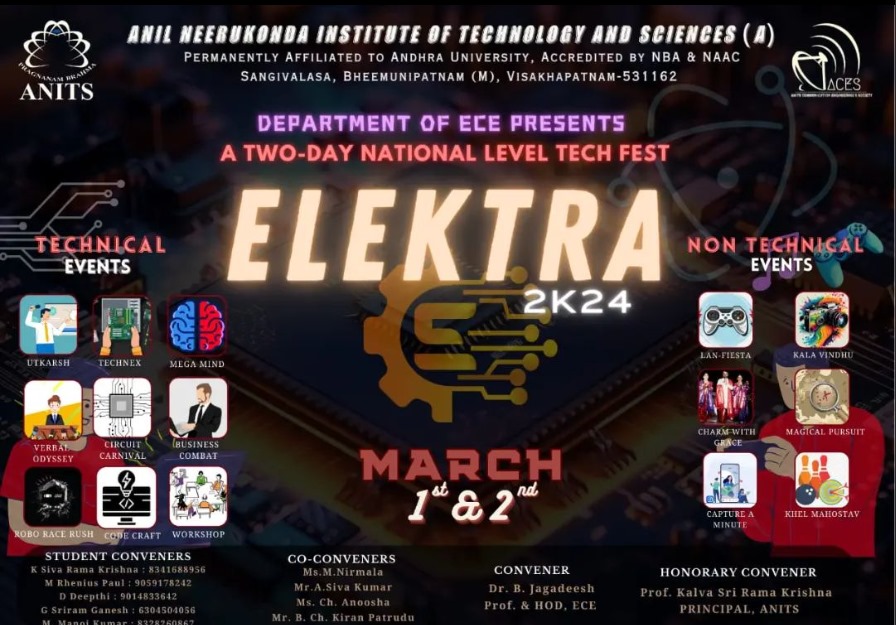 ANIL NEERUKONDA INSTITUTE OF TECHNOLOGY AND SCIENCES (A)
PERMANENTLY AFFILIATED TO ANDHRA UNIVERSITY, ACCREDITED BY NBA & NAAC
SANGIVALASA, BHEEMUNIPATNAM (M), VISAKHAPATNAM-531162
PRAGNANAM BRAHMA
ANITS
ACES
DEPARTMENT OF ECE PRESENTS
A TWO-DAY NATIONAL LEVEL TECH FEST
ELEKTRA
2K24
TECHNICAL
EVENTS
UTKARSH
TECHNEX
MEGA MIND
VERBAL
ODYSSEY
CIRCUIT
CARNIVAL
BUSINESS
COMBAT
ROBO RACE RUSH
CODE CRAFT
WORKSHOP
NON TECHNICAL
EVENTS
LAN-FIESTA
KALA VINDHU
CHARM WITH
GRACE
MAGICAL PURSUIT
CAPTURE A
MINUTE
KHEL MAHOSTAV
MARCH
1st & 2nd
STUDENT CONVENERS
K Siva Rama Krishna : 8341688956
M Rhenius Paul : 9059178242
D Deepthi : 9014833642
G Sriram Ganesh : 6304504056
M. Manoj Kumar : 8328760867
CO-CONVENERS
Ms.M.Nirmala
Mr.A.Siva Kumar
Ms. Ch. Anoosha
Mr. B. Ch. Kiran Patrudu
CONVENER
Dr. B. Jagadeesh
Prof. & HOD, ECE
HONORARY CONVENER
Prof. Kalva Sri Rama Krishna
PRINCIPAL, ANITS